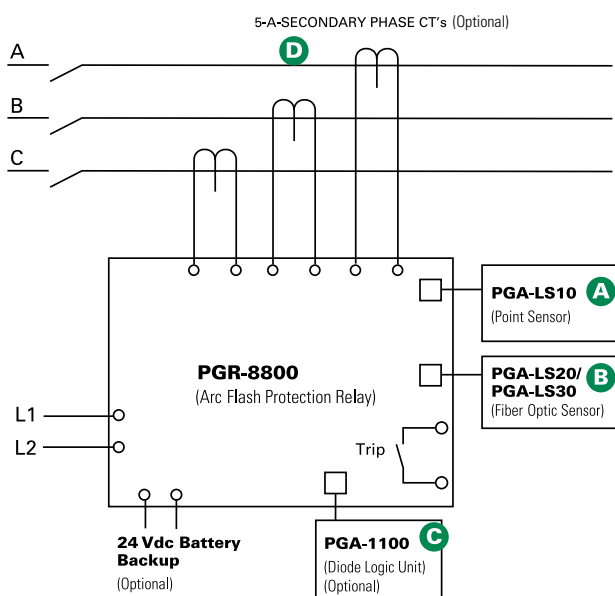 5-A-SECONDARY PHASE CT's (Optional)
D
A
B
C
PGA-LS10 A
(Point Sensor)
PGR-8800
(Arc Flash Protection Relay)
PGA-LS20/ B
PGA-LS30
(Fiber Optic Sensor)
L1
L2
Trip
24 Vdc Battery
Backup
(Optional)
PGA-1100 C
(Diode Logic Unit)
(Optional)